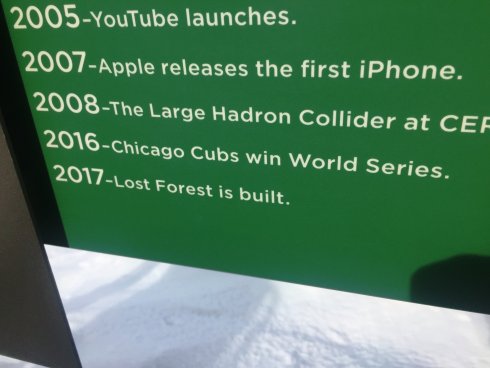 2005-YouTube launches.
2007-Apple releases the first iPhone.
2008-The Large Hadron Collider at
2016-Chicago Cubs win World Series.
2017-Lost Forest is built.